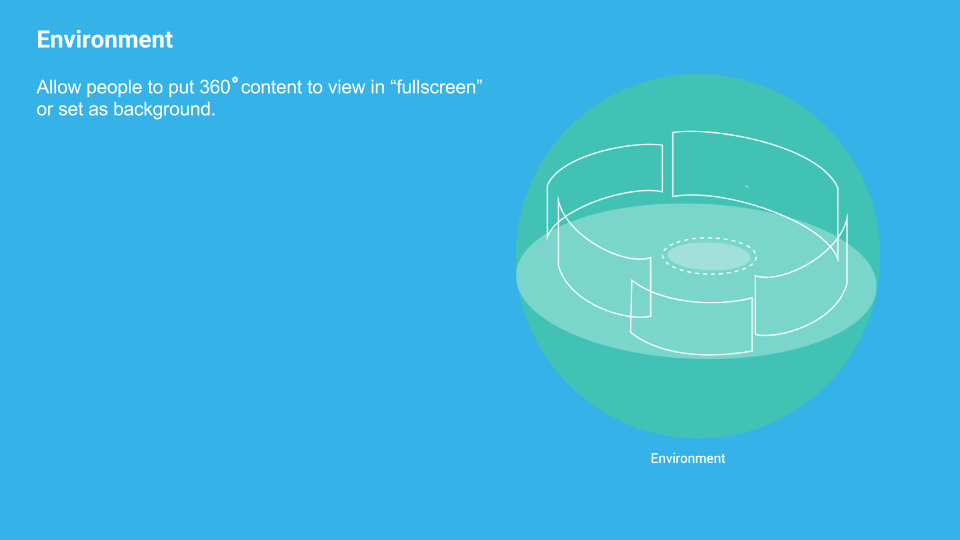 Environment
Allow people to put 360° content to view in “fullscreen”
or set as background.
Environment